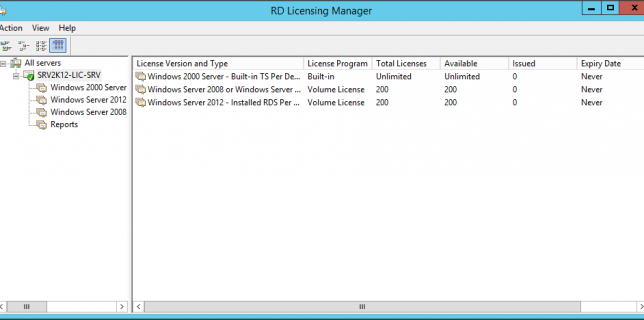 RD Licensing Manager
Action View Help
All servers
SRV2K12-LIC-SRV
Windows 2000 Server
Windows Server 2012
Windows Server 2008
Reports
License Version and Type License Program Total Licenses Available Issued Expiry Date
Windows 2000 Server - Built-in TS Per De... Built-in Unlimited Unlimited 0 Never
Windows Server 2008 or Windows Server ... Volume License 200 200 0 Never
Windows Server 2012 - Installed RDS Per ... Volume License 200 200 0 Never